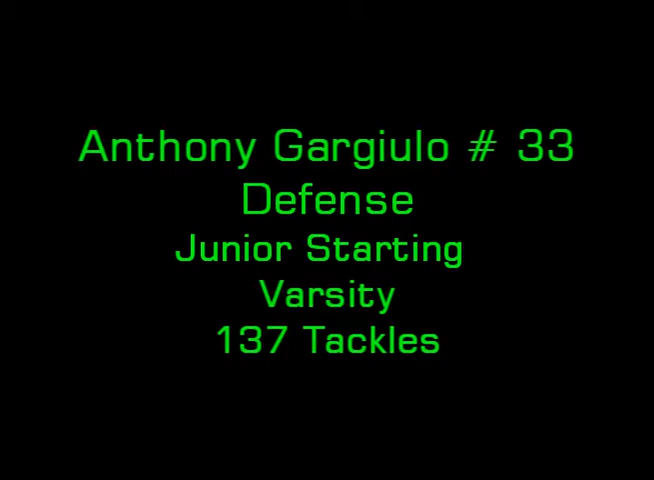 Anthony Gargiulo # 33
Defense
Junior Starting
Varsity
137 Tackles